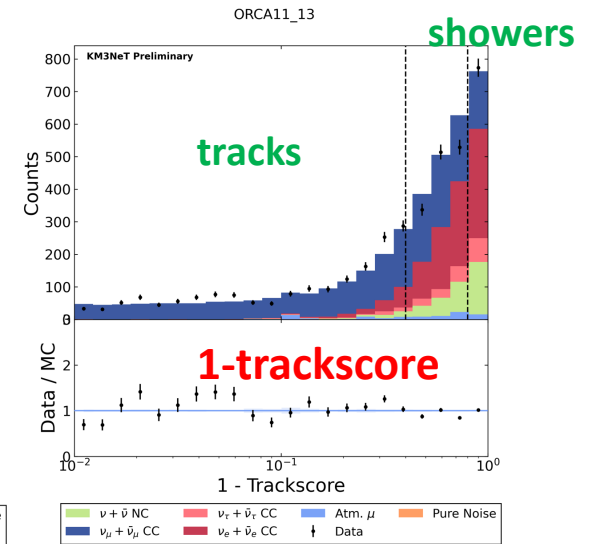 ORCA11_13
showers
KM3NeT Preliminary
tracks
Counts
800
700
600
500
400
300
200
100
0
3
1-trackscore
Data / MC
2
1
0
10⁻²
10⁻¹
10⁰
1 - Trackscore
ν + ν̄ NC
ν_τ + ν̄_τ CC
Atm. μ
Pure Noise
ν_μ + ν̄_μ CC
ν_e + ν̄_e CC
Data